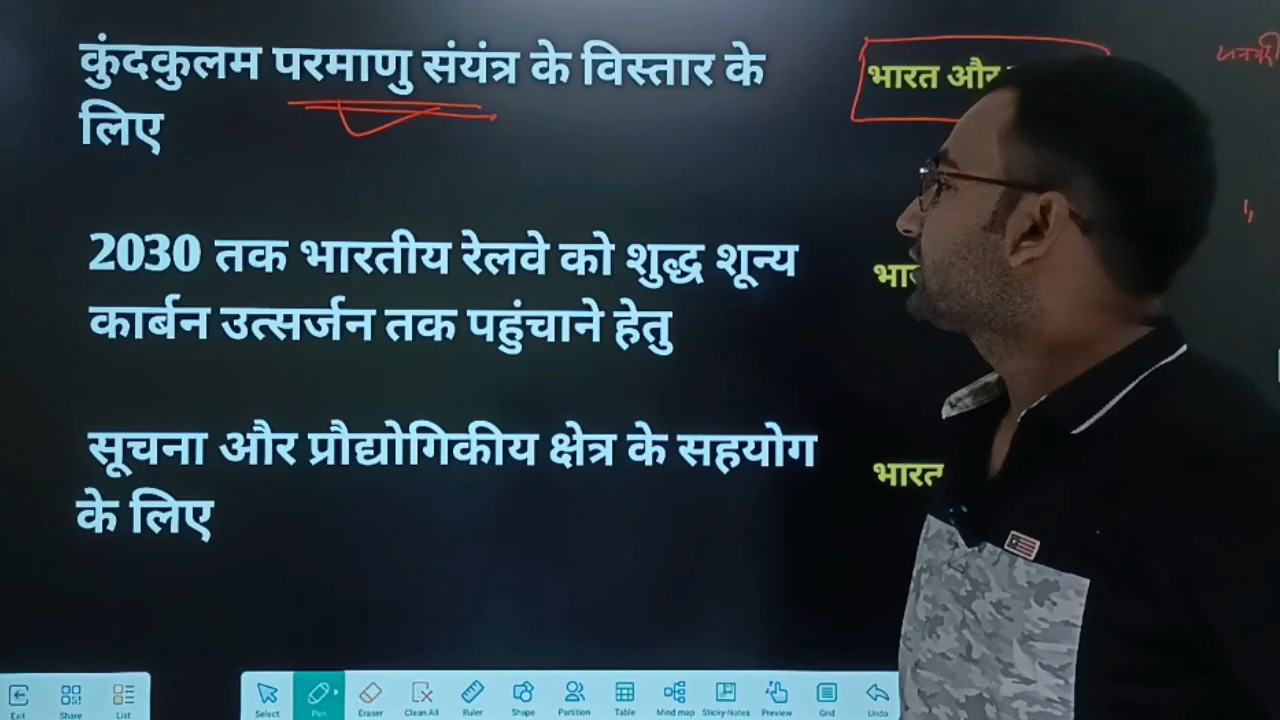 कुंदकुलम परमाणु संयंत्र के विस्तार के
लिए
भारत और
2030 तक भारतीय रेलवे को शुद्ध शून्य
कार्बन उत्सर्जन तक पहुंचाने हेतु
सूचना और प्रौद्योगिकीय क्षेत्र के सहयोग
के लिए
भारत
Exit Share List Select Pen Eraser Clean All Ruler Shape Partition Table Mind map Sticky Notes Preview Grid Undo